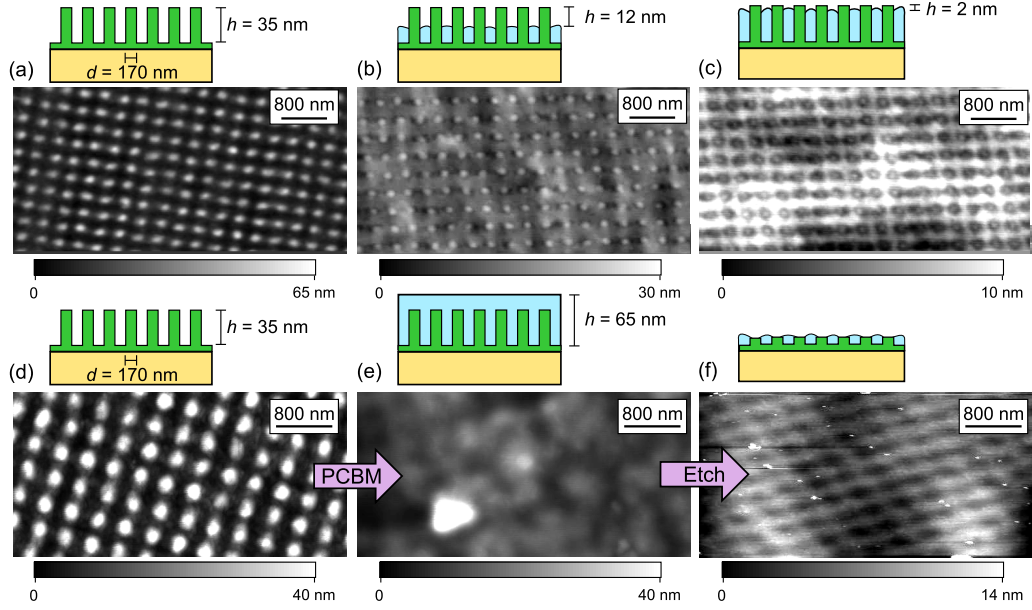 h = 35 nm
d = 170 nm
(a)
800 nm
0
65 nm
h = 12 nm
(b)
800 nm
0
30 nm
h = 2 nm
(c)
800 nm
0
10 nm
h = 35 nm
d = 170 nm
(d)
800 nm
0
40 nm
PCBM
h = 65 nm
(e)
800 nm
0
40 nm
Etch
(f)
800 nm
0
14 nm